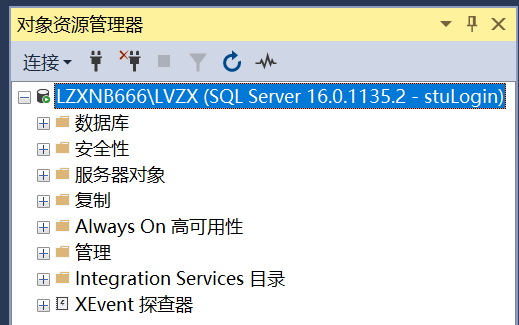 对象资源管理器
连接
LZXNB666\LVZX (SQL Server 16.0.1135.2 - stuLogin)
数据库
安全性
服务器对象
复制
Always On 高可用性
管理
Integration Services 目录
XEvent 探查器